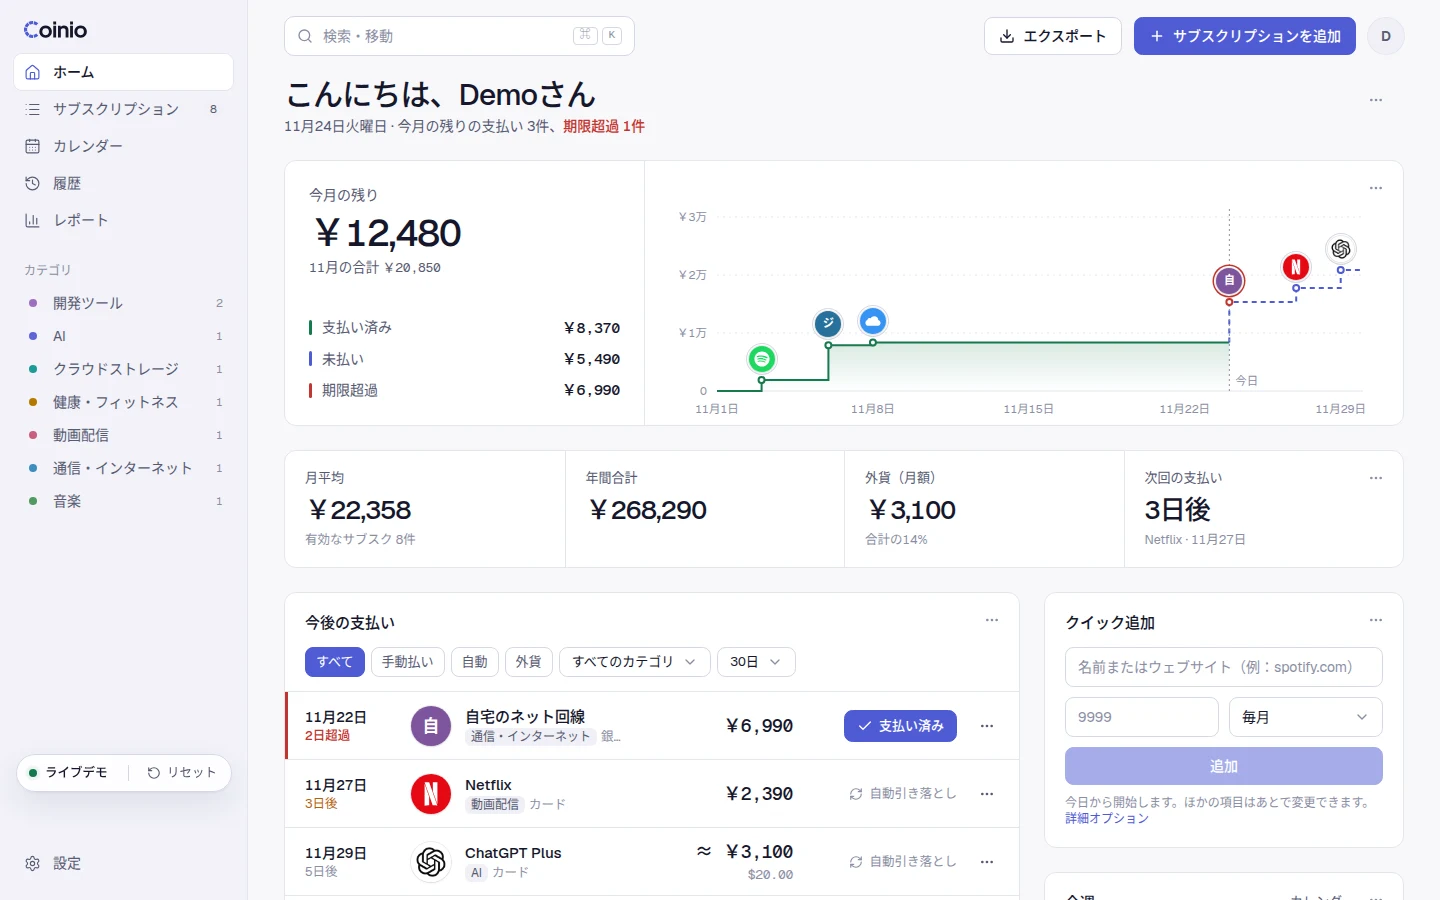 Coinio
検索・移動 ⌘ K
エクスポート
サブスクリプションを追加
D
ホーム
サブスクリプション 8
カレンダー
履歴
レポート
カテゴリ
開発ツール 2
AI 1
クラウドストレージ 1
健康・フィットネス 1
動画配信 1
通信・インターネット 1
音楽 1
ライブデモ リセット
設定
こんにちは、Demoさん
11月24日火曜日 · 今月の残りの支払い 3件、期限超過 1件
今月の残り
¥12,480
11月の合計 ¥20,850
支払い済み ¥8,370
未払い ¥5,490
期限超過 ¥6,990
¥3万
¥2万
¥1万
0
ジ
自
今日
11月1日 11月8日 11月15日 11月22日 11月29日
月平均
¥22,358
有効なサブスク 8件
年間合計
¥268,290
外貨（月額）
¥3,100
合計の14%
次回の支払い
3日後
Netflix · 11月27日
今後の支払い
すべて 手動払い 自動 外貨 すべてのカテゴリ 30日
11月22日
2日超過
自
自宅のネット回線
通信・インターネット 銀…
¥6,990
支払い済み
11月27日
3日後
Netflix
動画配信 カード
¥2,390
自動引き落とし
11月29日
5日後
ChatGPT Plus
AI カード
≈ ¥3,100
$20.00
自動引き落とし
クイック追加
名前またはウェブサイト（例：spotify.com）
9999 毎月
追加
今日から開始します。ほかの項目はあとで変更できます。
詳細オプション